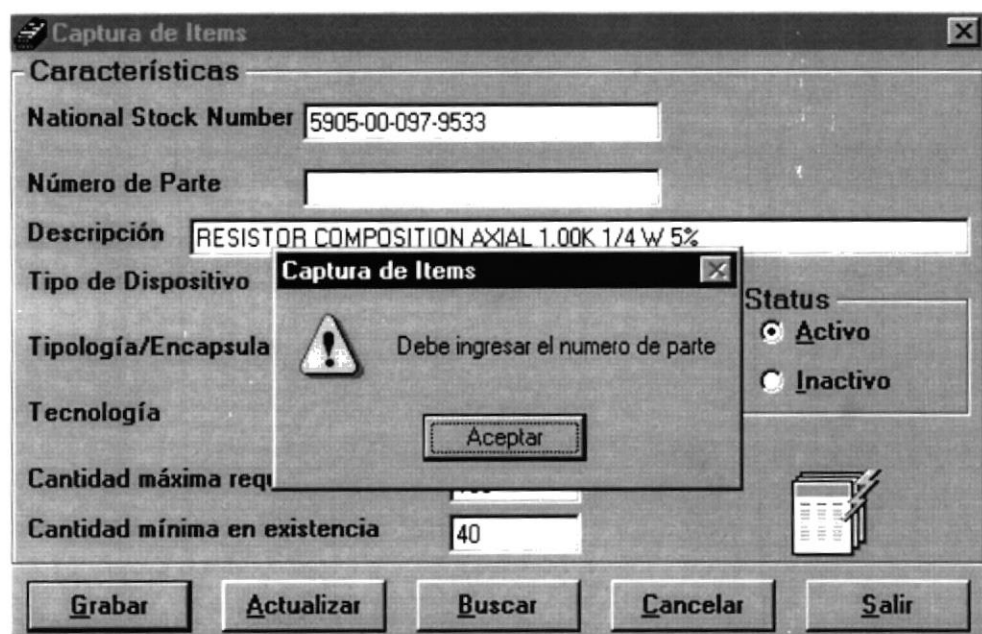 Captura de Items
Características
National Stock Number 5905-00-097-9533
Número de Parte
Descripción RESISTOR COMPOSITION AXIAL 1.00K 1/4 W 5%
Tipo de Dispositivo
Captura de Items
Status
Debe ingresar el numero de parte
Activo
Tipología/Encapsula
Inactivo
Tecnología
Aceptar
Cantidad máxima requ
Cantidad mínima en existencia 40
Grabar Actualizar Buscar Cancelar Salir